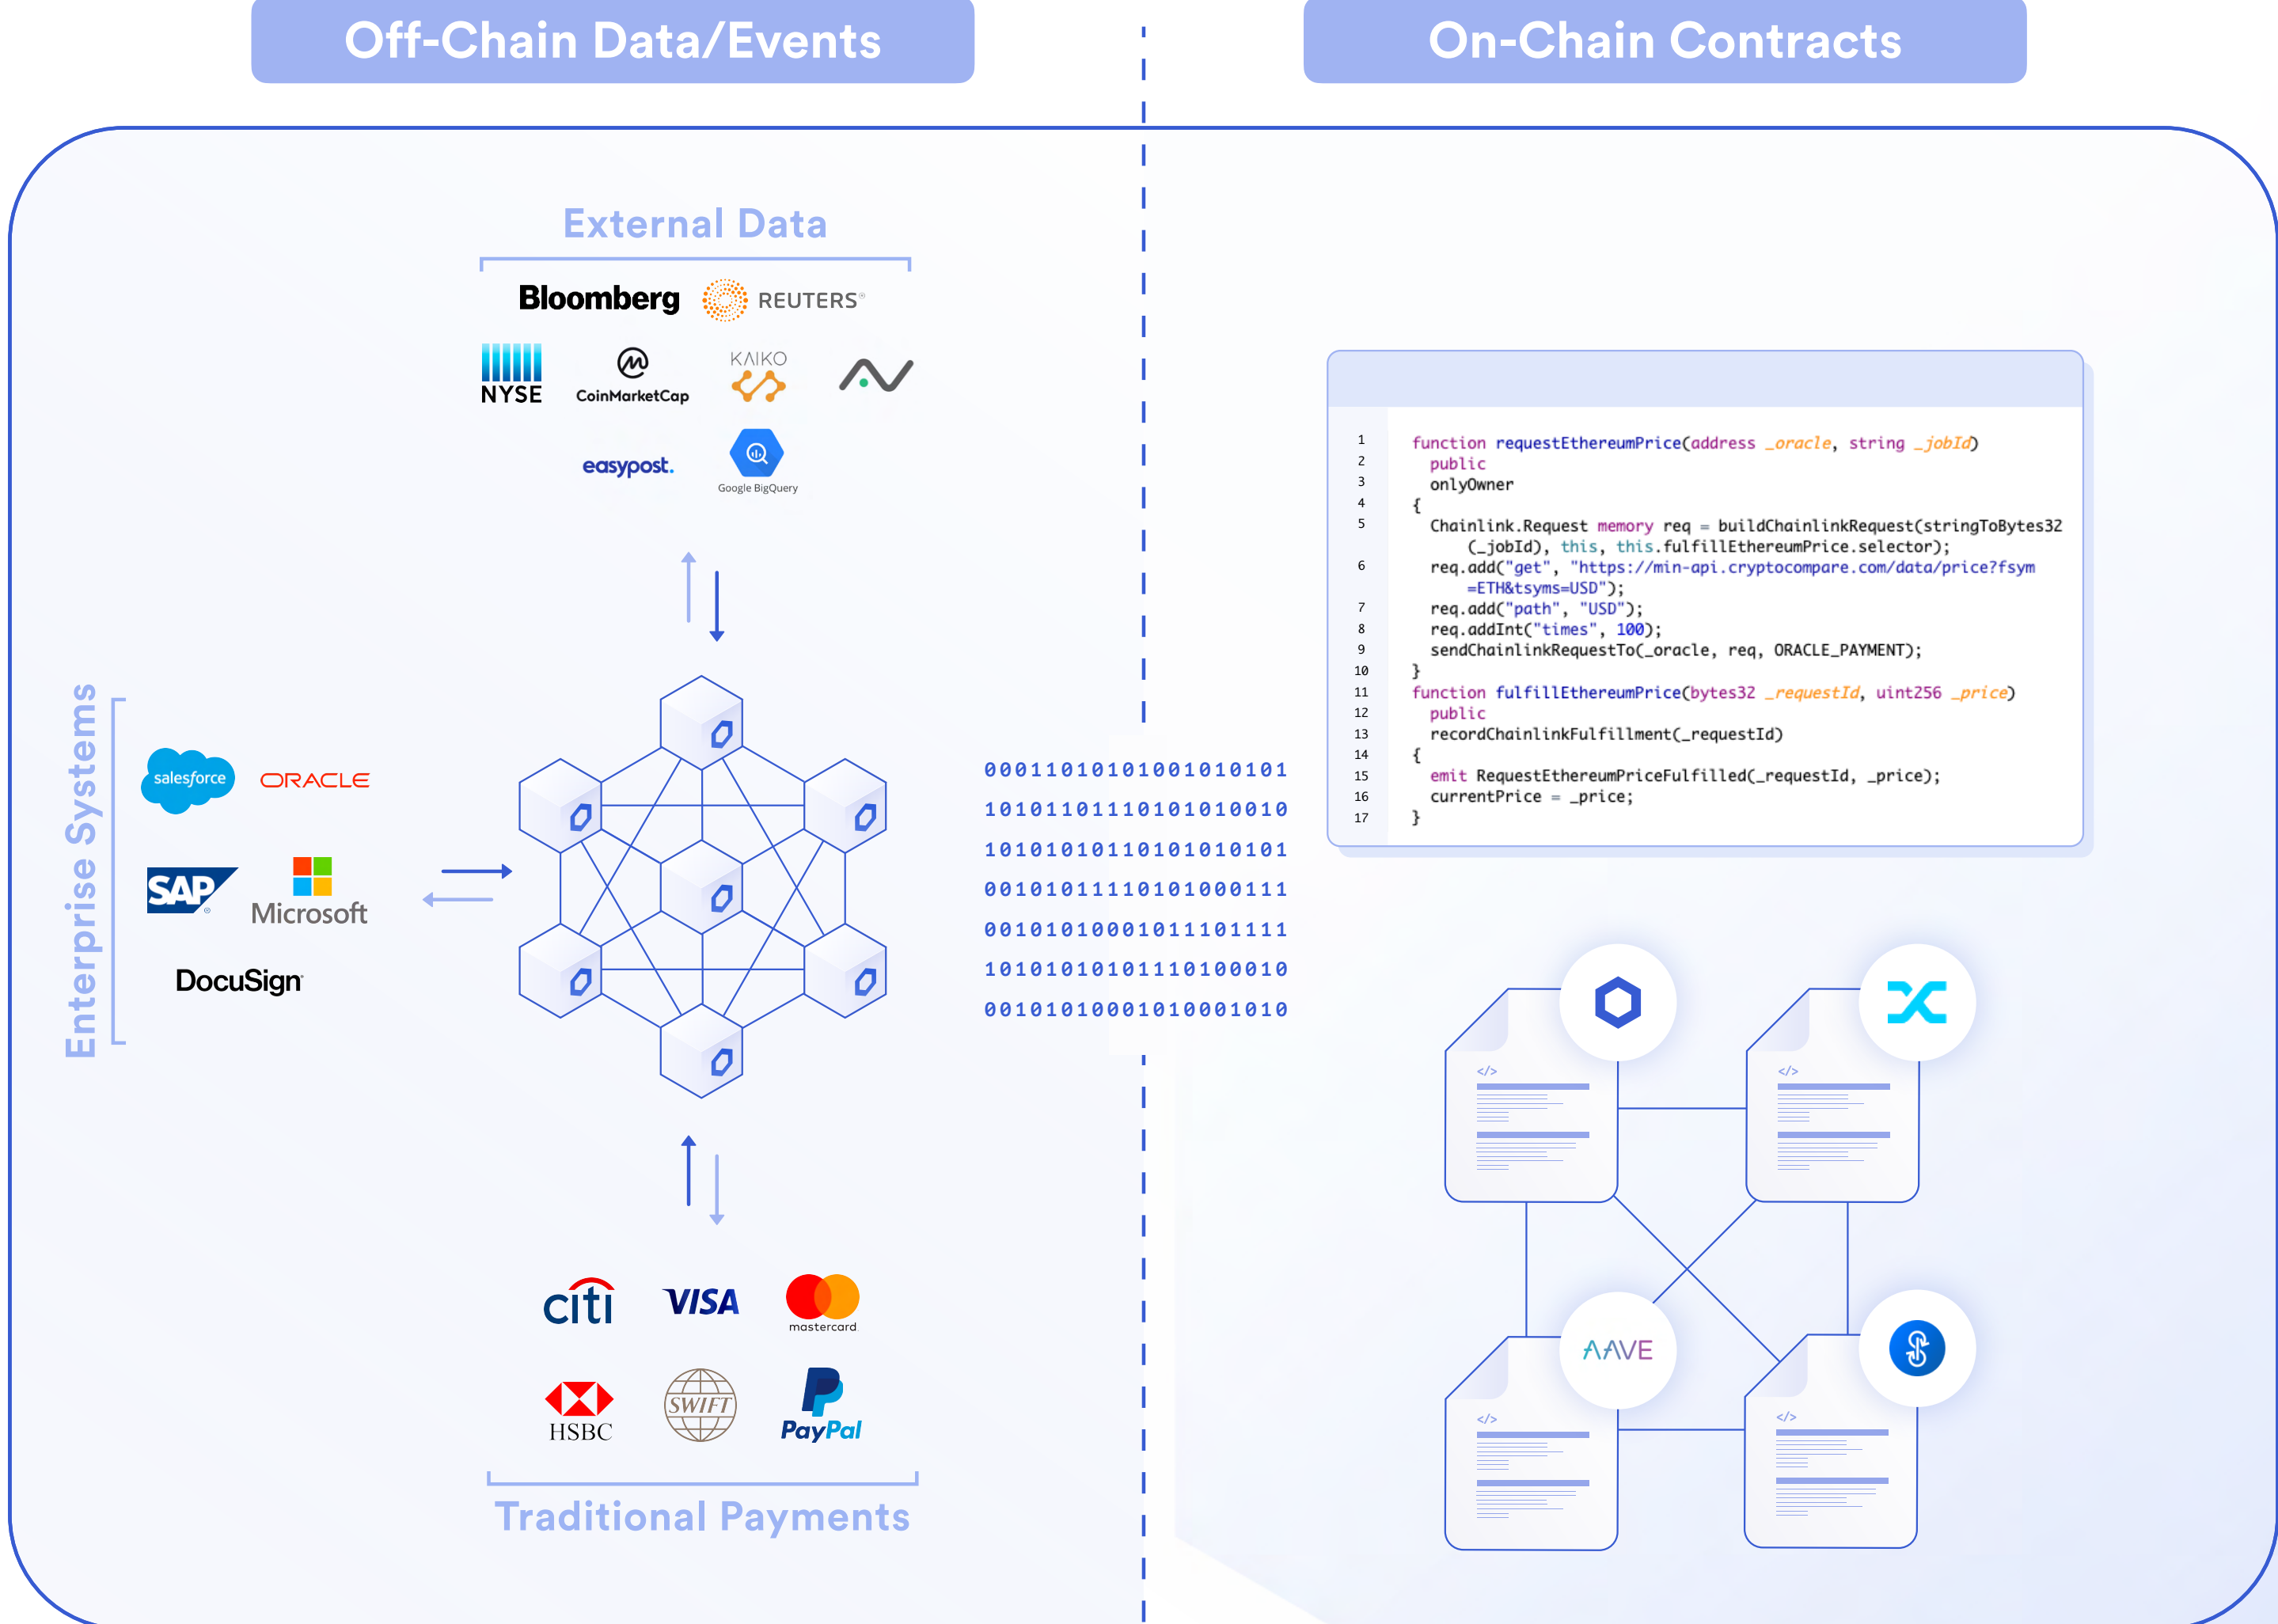 Off-Chain Data/Events
On-Chain Contracts
External Data
Bloomberg
REUTERS®
NYSE
CoinMarketCap
KAIKO
easypost.
Google BigQuery
Enterprise Systems
salesforce
ORACLE
SAP®
Microsoft
DocuSign
00011010101001010101
10101101110101010010
10101010110101010101
00101011110101000111
00101010001011101111
10101010101110100010
00101010001010001010
citi
VISA
mastercard
HSBC
SWIFT
PayPal
Traditional Payments
1 function requestEthereumPrice(address _oracle, string _jobId)
2 public
3 onlyOwner
4 {
5 Chainlink.Request memory req = buildChainlinkRequest(stringToBytes32
(_jobId), this, this.fulfillEthereumPrice.selector);
6 req.add("get", "https://min-api.cryptocompare.com/data/price?fsym
=ETH&tsyms=USD");
7 req.add("path", "USD");
8 req.addInt("times", 100);
9 sendChainlinkRequestTo(_oracle, req, ORACLE_PAYMENT);
10 }
11 function fulfillEthereumPrice(bytes32 _requestId, uint256 _price)
12 public
13 recordChainlinkFulfillment(_requestId)
14 {
15 emit RequestEthereumPriceFulfilled(_requestId, _price);
16 currentPrice = _price;
17 }
</>
</>
AAVE
</>
</>